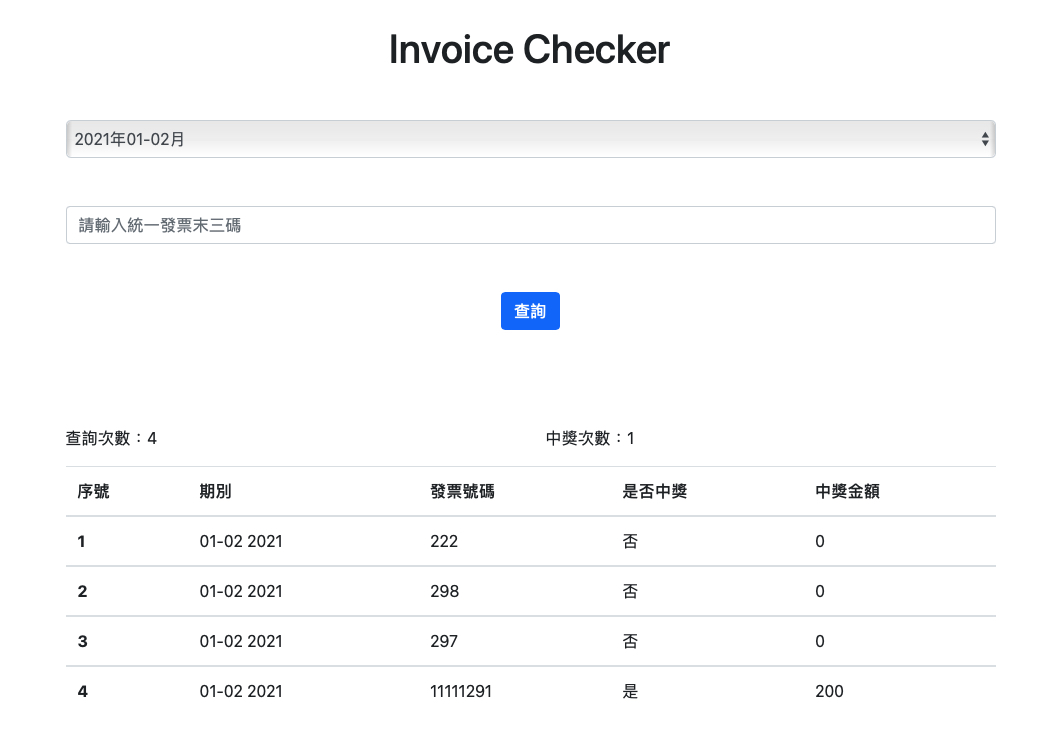 Invoice Checker
2021年01-02月
請輸入統一發票末三碼
查詢
查詢次數：4 中獎次數：1
序號 期別 發票號碼 是否中獎 中獎金額
1 01-02 2021 222 否 0
2 01-02 2021 298 否 0
3 01-02 2021 297 否 0
4 01-02 2021 11111291 是 200